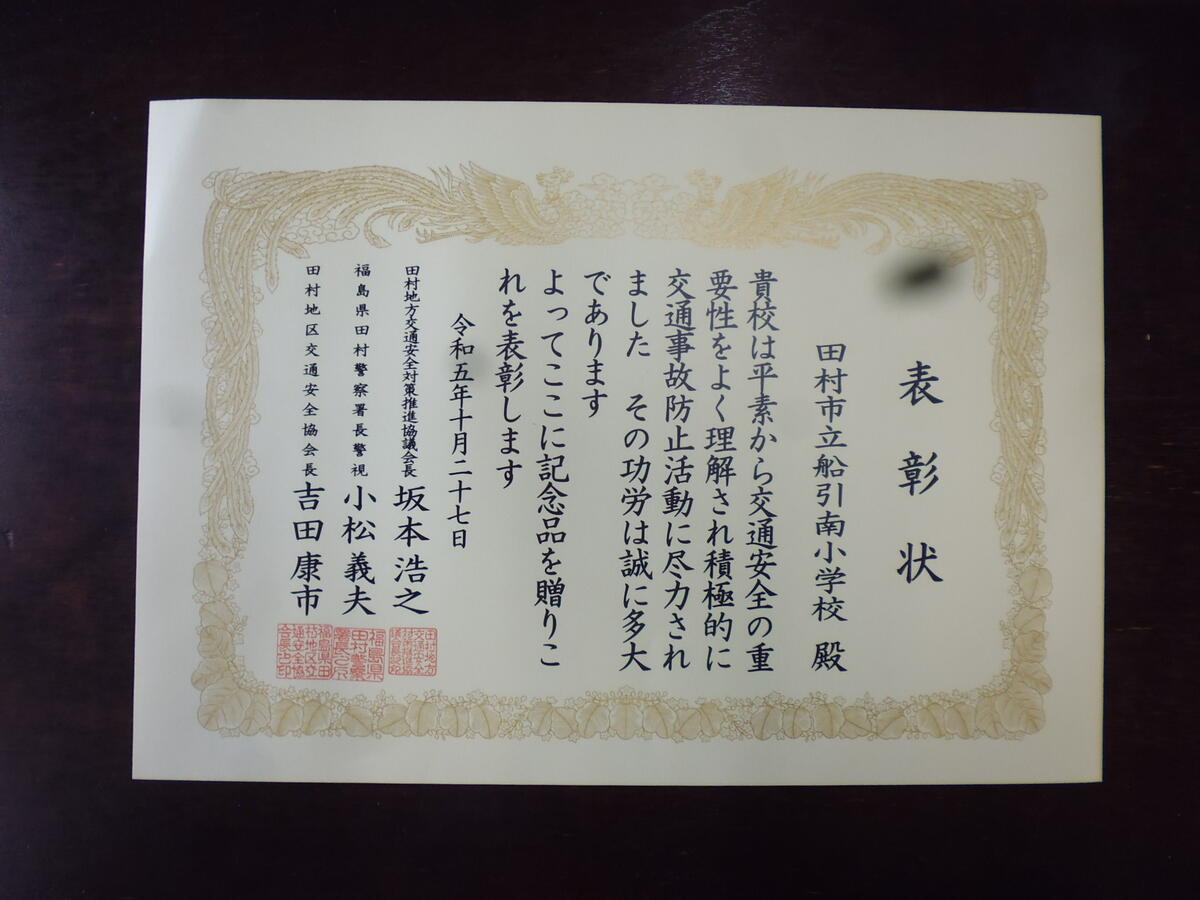 表彰状
田村市立船引南小学校 殿
貴校は平素から交通安全の重
要性をよく理解され積極的に
交通事故防止活動に尽力され
ました その功労は誠に多大
であります
よってここに記念品を贈りこ
れを表彰します
令和五年十月二十七日
田村地方交通安全対策推進協議会長 坂本浩之
福島県田村警察署長警視 小松義夫
田村地区交通安全協会長 吉田康市